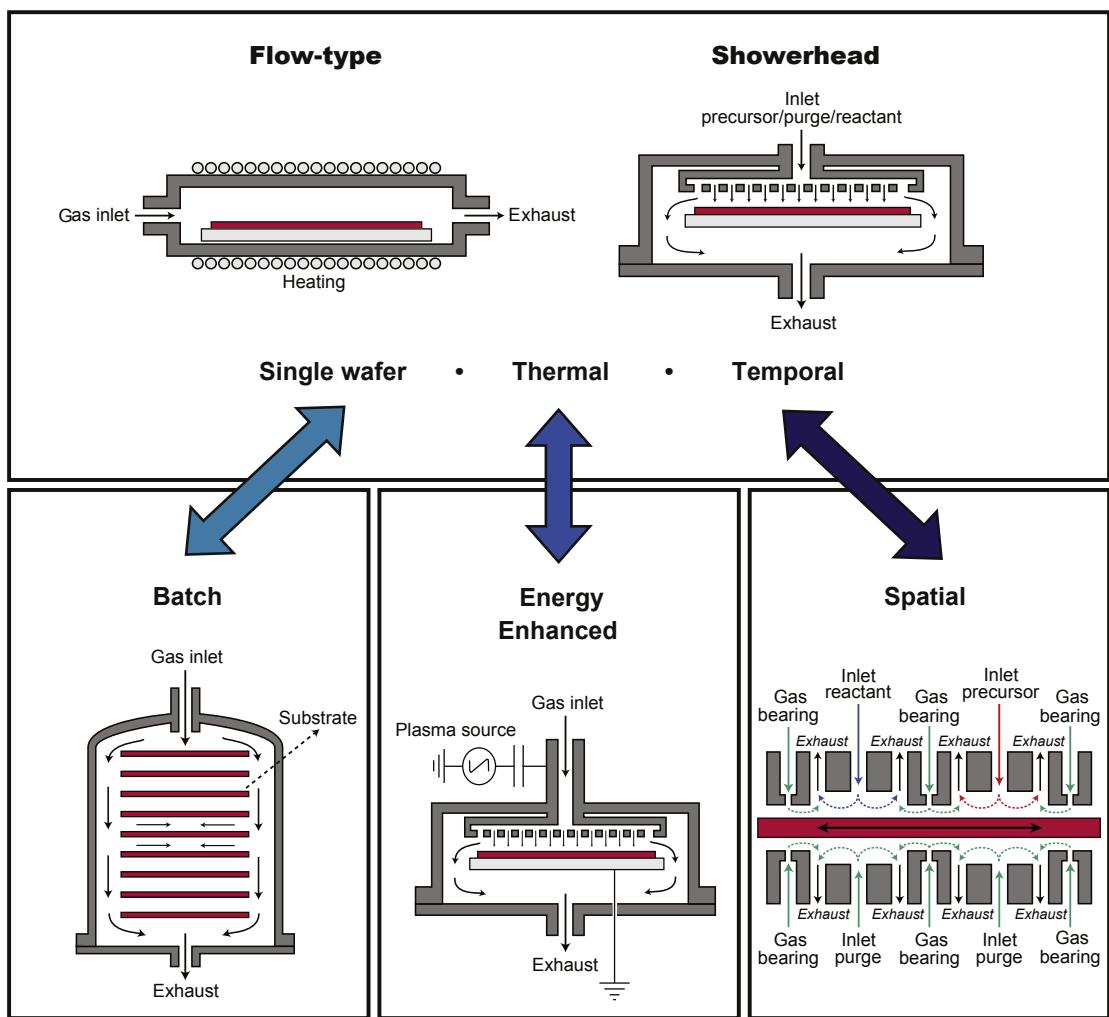 Flow-type
Showerhead
Inlet
precursor/purge/reactant
Gas inlet
Exhaust
Heating
Exhaust
Single wafer • Thermal • Temporal
Batch
Gas inlet
Substrate
Exhaust
Energy
Enhanced
Gas inlet
Plasma source
Exhaust
Spatial
Gas
bearing
Inlet
reactant
Gas
bearing
Inlet
precursor
Gas
bearing
Exhaust
Exhaust
Exhaust
Exhaust
Exhaust
Exhaust
Exhaust
Exhaust
Gas
bearing
Inlet
purge
Gas
bearing
Inlet
purge
Gas
bearing